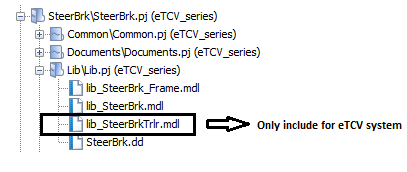 SteerBrk\SteerBrk.pj (eTCV_series)
Common\Common.pj (eTCV_series)
Documents\Documents.pj (eTCV_series)
Lib\Lib.pj (eTCV_series)
lib_SteerBrk_Frame.mdl
lib_SteerBrk.mdl
lib_SteerBrkTrlr.mdl Only include for eTCV system
SteerBrk.dd